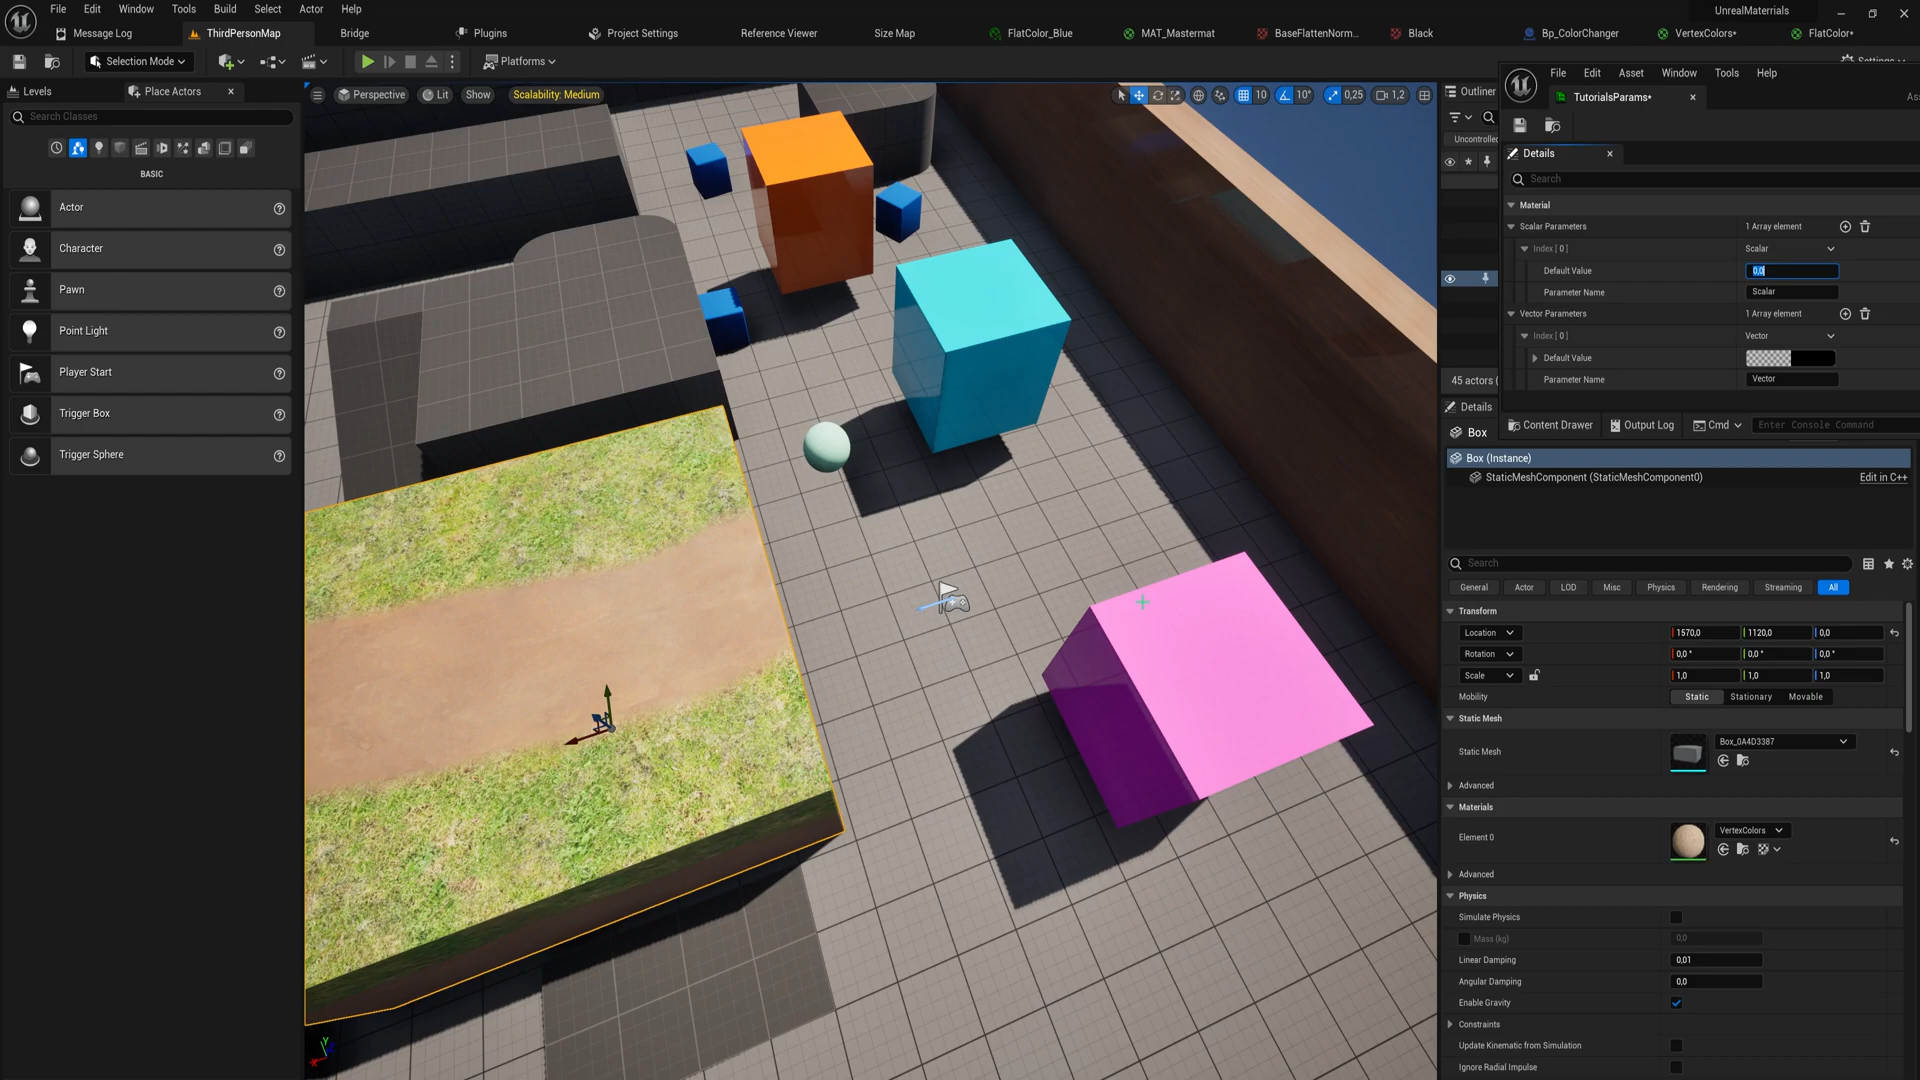 File Edit Window Tools Build Select Actor Help
UnrealMaterrials
Message Log ThirdPersonMap Bridge Plugins Project Settings Reference Viewer Size Map FlatColor_Blue MAT_Mastermat BaseFlattenNorm... Black Bp_ColorChanger VertexColors* FlatColor*
Selection Mode Platforms
Levels Place Actors
Search Classes
BASIC
Actor
Character
Pawn
Point Light
Player Start
Trigger Box
Trigger Sphere
Perspective Lit Show Scalability: Medium 10 10° 0,25 1,2
Outliner
Uncontrolled
45 actors (
File Edit Asset Window Tools Help
TutorialsParams*
Details
Search
Material
Scalar Parameters 1 Array element
Index [ 0 ] Scalar
Default Value 0,0
Parameter Name Scalar
Vector Parameters 1 Array element
Index [ 0 ] Vector
Default Value
Parameter Name Vector
Content Drawer Output Log Cmd Enter Console Command
Details
Box
Box (Instance)
StaticMeshComponent (StaticMeshComponent0) Edit in C++
Search
General Actor LOD Misc Physics Rendering Streaming All
Transform
Location 1570,0 1120,0 0,0
Rotation 0,0 ° 0,0 ° 0,0 °
Scale 1,0 1,0 1,0
Mobility Static Stationary Movable
Static Mesh
Static Mesh Box_0A4D3387
Advanced
Materials
Element 0 VertexColors
Advanced
Physics
Simulate Physics
Mass (kg) 0,0
Linear Damping 0,01
Angular Damping 0,0
Enable Gravity
Constraints
Update Kinematic from Simulation
Ignore Radial Impulse